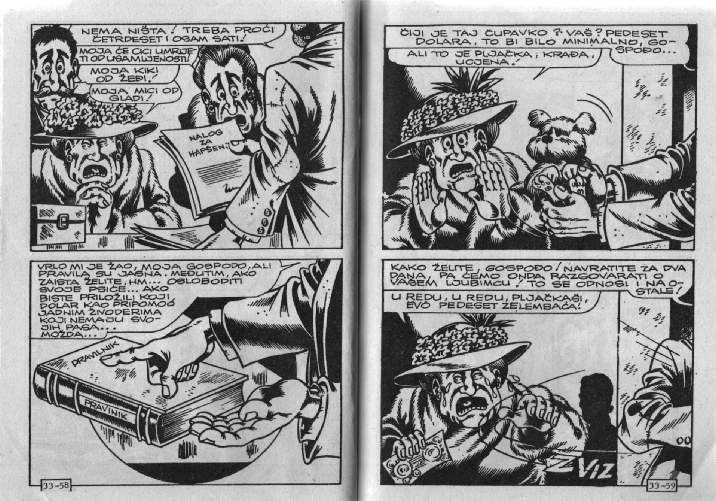 NEMA NIŠTA! TREBA PROĆI
ČETRDESET I OSAM SATI!
MOJA ĆE CICI UMRIJE-
TI OD USAMLJENOSTI!
MOJA KIKI
OD ŽEĐI!
MOJA MICI OD
GLADI!
NALOG
ZA
HAPŠENJ
VRLO MI JE ŽAO, MOJA GOSPOĐO, ALI
PRAVILA SU JASNA. MEĐUTIM, AKO
ZAISTA ŽELITE, HM... OSLOBODITI
SVOJE PSIĆE... AKO
BISTE PRILOŽILI KOJI
DOLAR KAO PRIPOMOĆ
JADNIM ŽIVODERIMA
KOJI NEMAJU SVO-
JIH PASA...
MOŽDA...
PRAVILNIK
PRAVINIK
33-58
ČIJI JE TAJ ČUPAVKO? VAŠ? PEDESET
DOLARA, TO BI BILO MINIMALNO, GO-
SPOĐO...
ALI TO JE PLJAČKA, KRAĐA,
UCJENA!
KAKO ŽELITE, GOSPOĐO! NAVRATITE ZA DVA
DANA, PA ĆEMO ONDA RAZGOVARATI O
VAŠEM LJUBIMCU! TO SE ODNOSI I NA O-
STALE!
U REDU, U REDU, PLJAČKAŠI,
EVO PEDESET ZELEMBAĆA!
VIZ
33-59